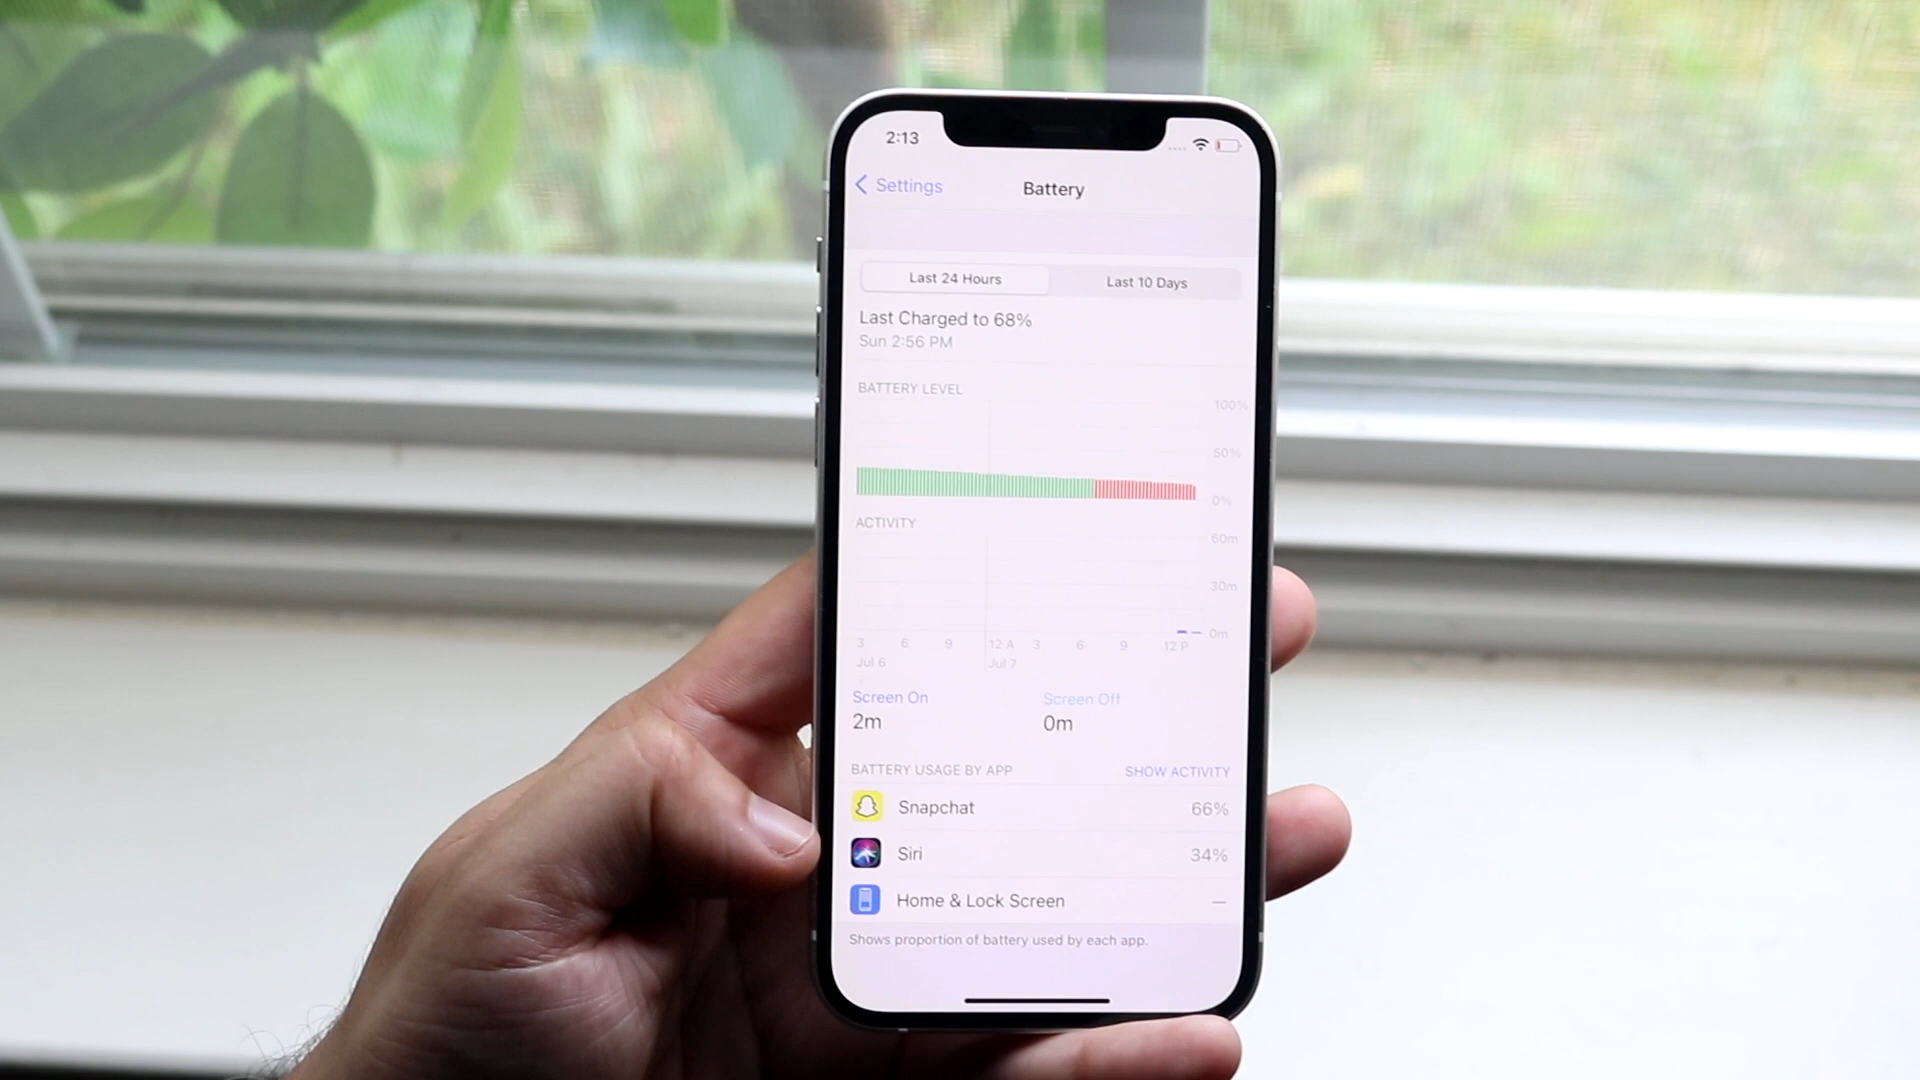 2:13
Settings
Battery
Last 24 Hours
Last 10 Days
Last Charged to 68%
Sun 2:56 PM
BATTERY LEVEL
100%
50%
0%
ACTIVITY
60m
30m
0m
3 6 9 12 A 3 6 9 12 P
Jul 6 Jul 7
Screen On
2m
Screen Off
0m
BATTERY USAGE BY APP
SHOW ACTIVITY
Snapchat 66%
Siri 34%
Home & Lock Screen —
Shows proportion of battery used by each app.